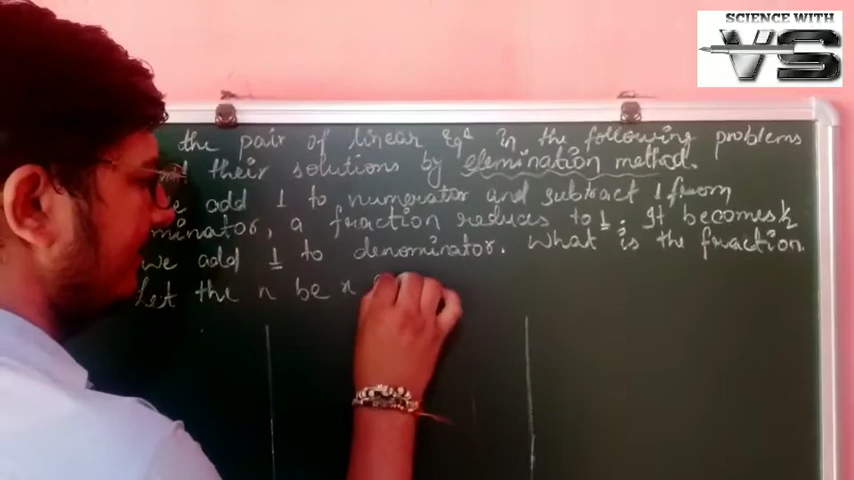 SCIENCE WITH
VS
the pair of linear Eqⁿ in the following problems
their solutions by elemination method.
add 1 to numerator and subtract 1 from
minator, a fraction reduces to 1. It becomes ½
we add 1 to denominator. What is the fraction.
Let the n be x